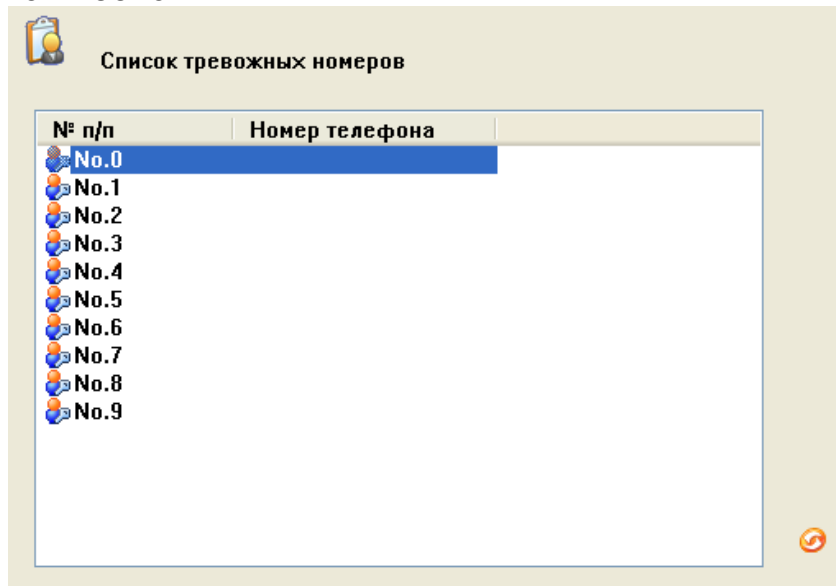 Список тревожных номеров
№ п/п Номер телефона
No.0
No.1
No.2
No.3
No.4
No.5
No.6
No.7
No.8
No.9